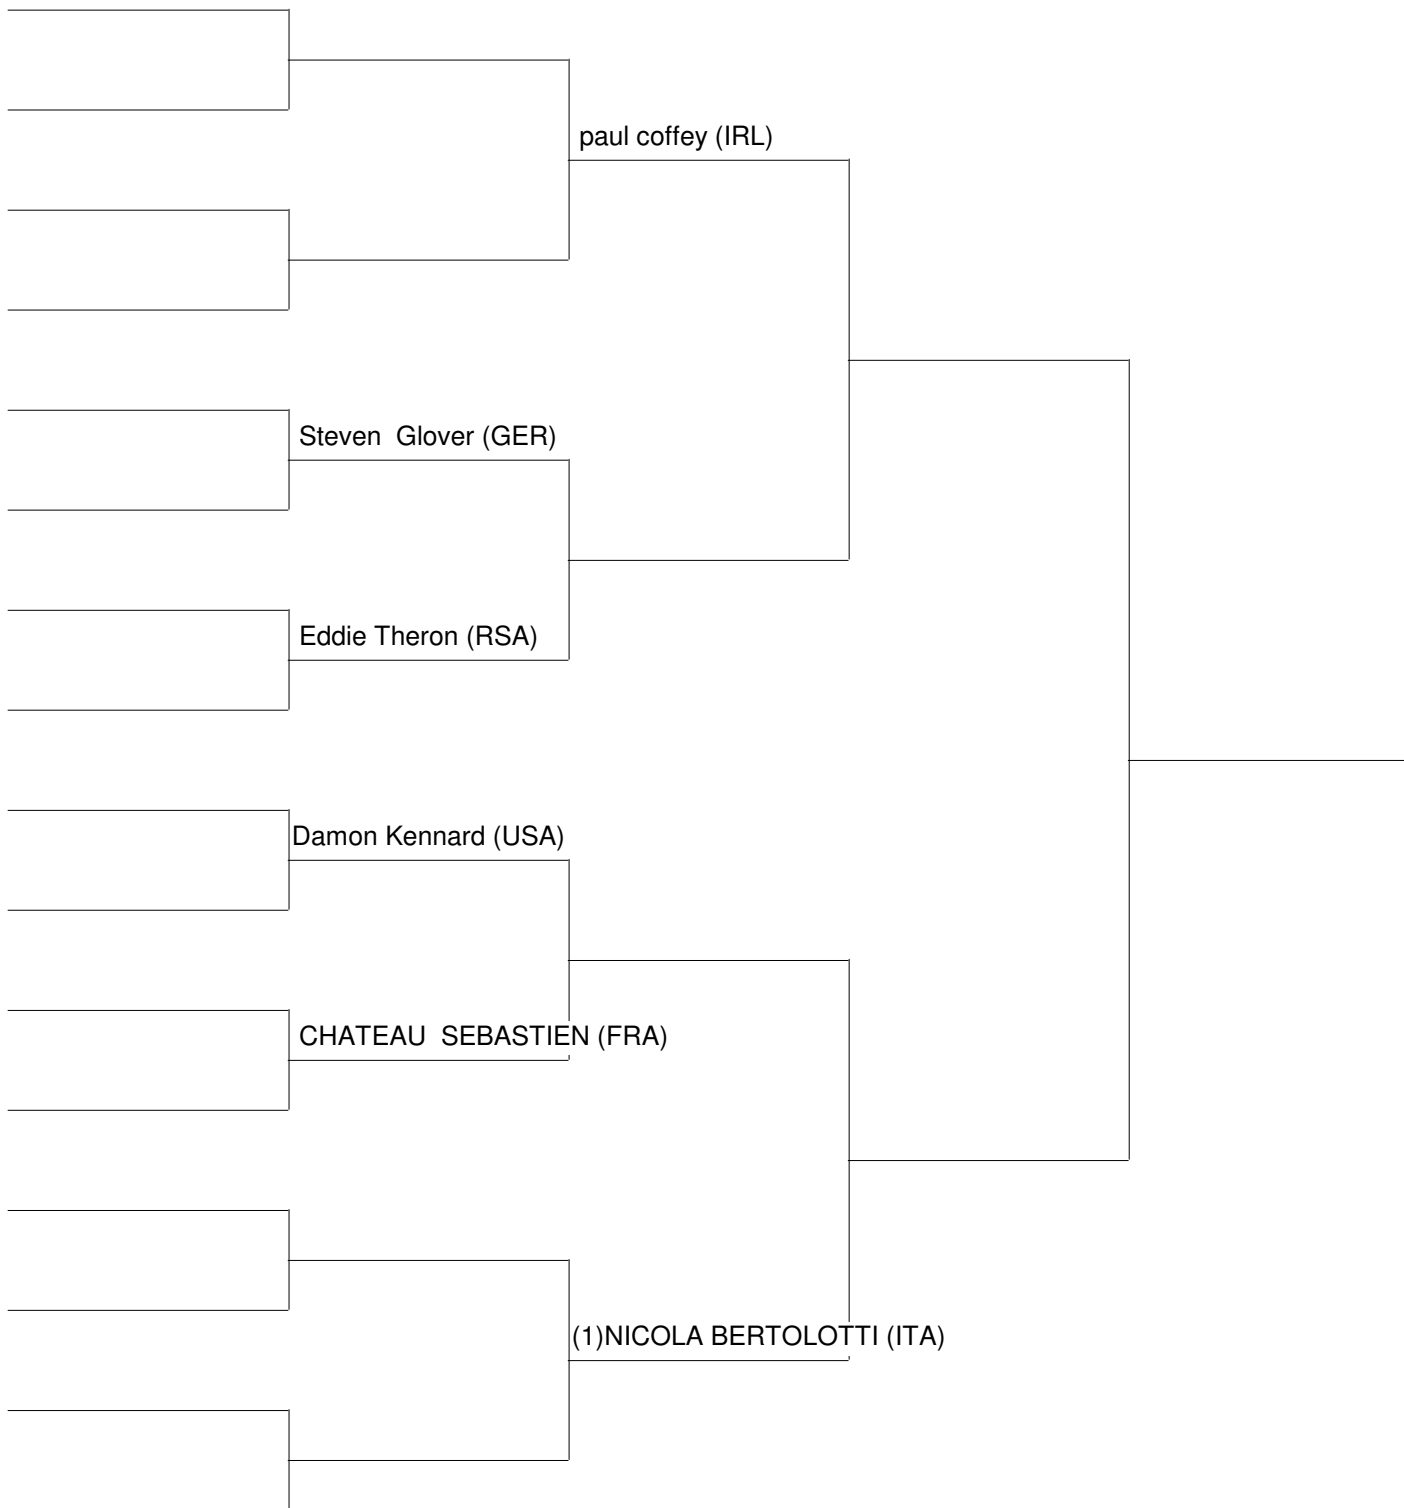 paul coffey (IRL)
Steven  Glover (GER)
Eddie Theron (RSA)
Damon Kennard (USA)
CHATEAU  SEBASTIEN (FRA)
(1)NICOLA BERTOLOTTI (ITA)